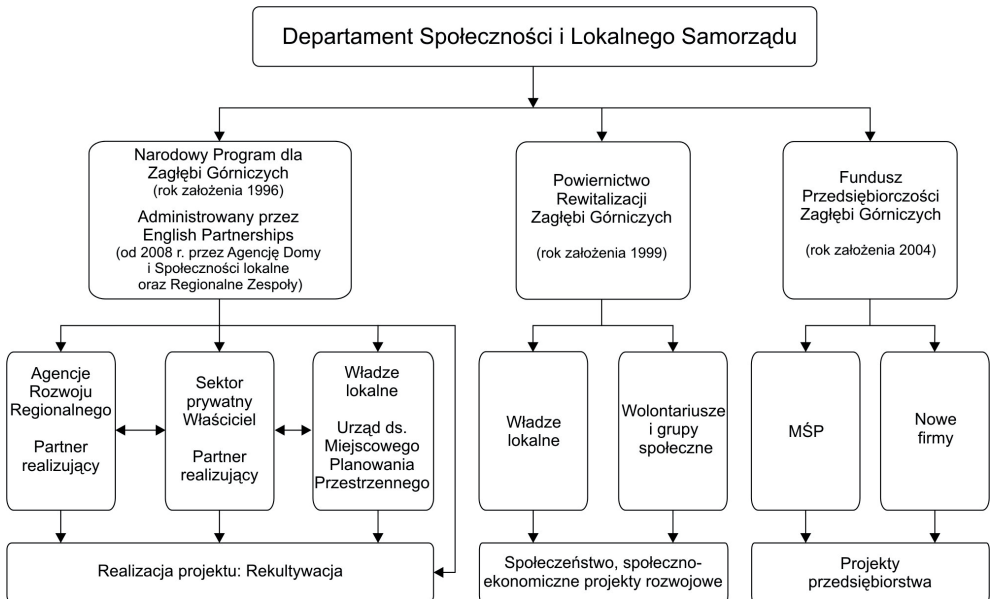 Departament Społeczności i Lokalnego Samorządu
Narodowy Program dla
Zagłębi Górniczych
(rok założenia 1996)
Administrowany przez
English Partnerships
(od 2008 r. przez Agencję Domy
i Społeczności lokalne
oraz Regionalne Zespoły)
Powiernictwo
Rewitalizacji
Zagłębi Górniczych
(rok założenia 1999)
Fundusz
Przedsiębiorczości
Zagłębi Górniczych
(rok założenia 2004)
Agencje
Rozwoju
Regionalnego
Partner
realizujący
Sektor
prywatny
Właściciel
Partner
realizujący
Władze
lokalne
Urząd ds.
Miejscowego
Planowania
Przestrzennego
Władze
lokalne
Wolontariusze
i grupy
społeczne
MŚP
Nowe
firmy
Realizacja projektu: Rekultywacja
Społeczeństwo, społeczno-
ekonomiczne projekty rozwojowe
Projekty
przedsiębiorstwa